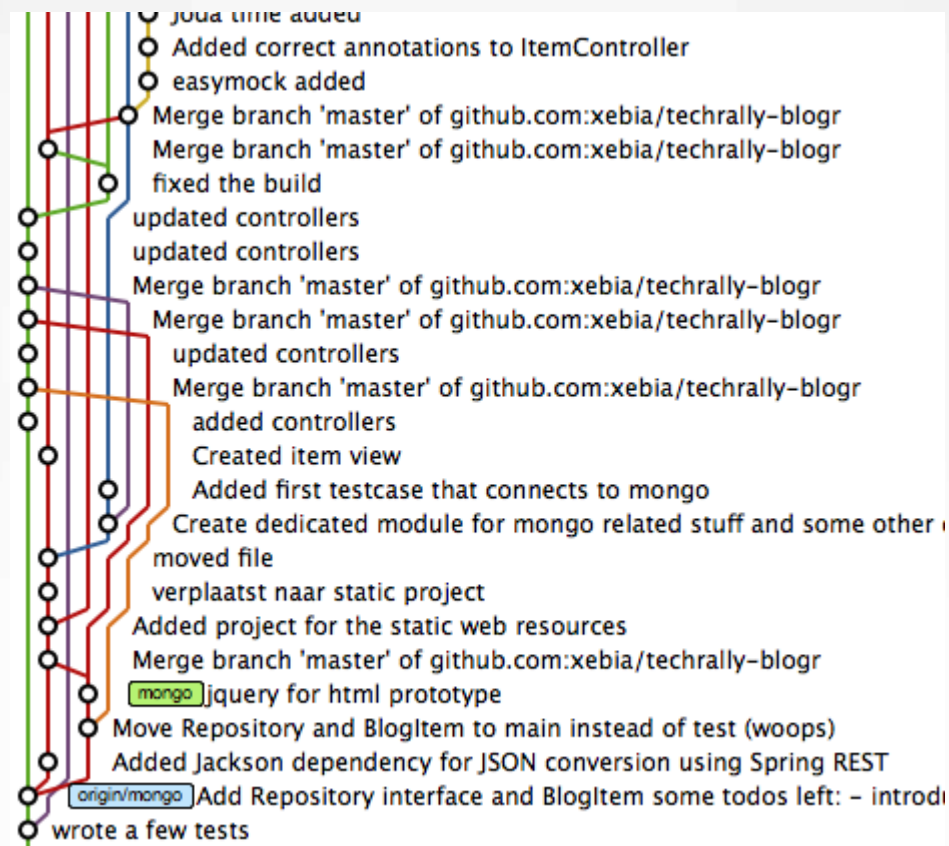 Joda time added
Added correct annotations to ItemController
easymock added
Merge branch 'master' of github.com:xebia/techrally-blogr
Merge branch 'master' of github.com:xebia/techrally-blogr
fixed the build
updated controllers
updated controllers
Merge branch 'master' of github.com:xebia/techrally-blogr
Merge branch 'master' of github.com:xebia/techrally-blogr
updated controllers
Merge branch 'master' of github.com:xebia/techrally-blogr
added controllers
Created item view
Added first testcase that connects to mongo
Create dedicated module for mongo related stuff and some other
moved file
verplaatst naar static project
Added project for the static web resources
Merge branch 'master' of github.com:xebia/techrally-blogr
mongo jquery for html prototype
Move Repository and BlogItem to main instead of test (woops)
Added Jackson dependency for JSON conversion using Spring REST
origin/mongo Add Repository interface and BlogItem some todos left: – introd
wrote a few tests